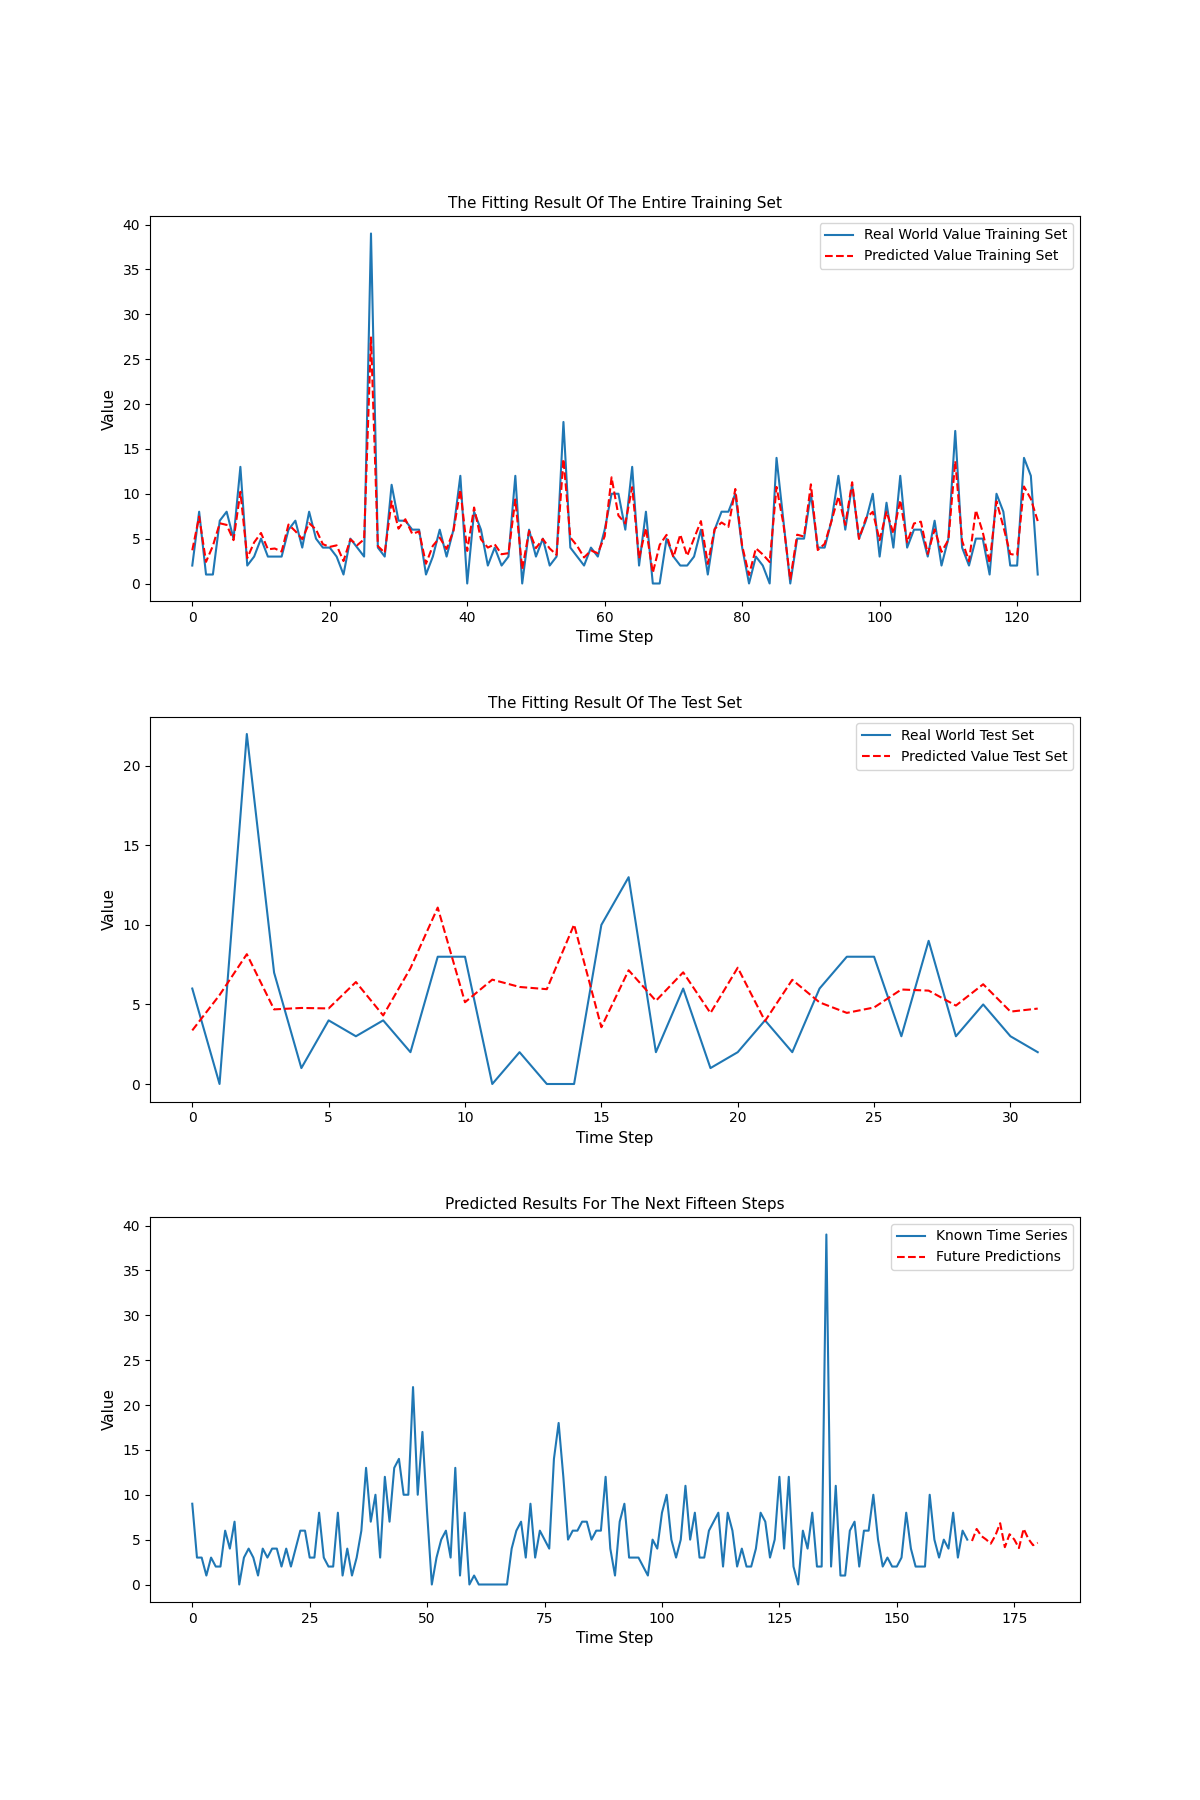 The Fitting Result Of The Entire Training Set
40
35
30
25
20
15
10
5
0
Value
Real World Value Training Set
Predicted Value Training Set
0 20 40 60 80 100 120
Time Step
The Fitting Result Of The Test Set
20
15
10
5
0
Value
Real World Test Set
Predicted Value Test Set
0 5 10 15 20 25 30
Time Step
Predicted Results For The Next Fifteen Steps
40
35
30
25
20
15
10
5
0
Value
Known Time Series
Future Predictions
0 25 50 75 100 125 150 175
Time Step